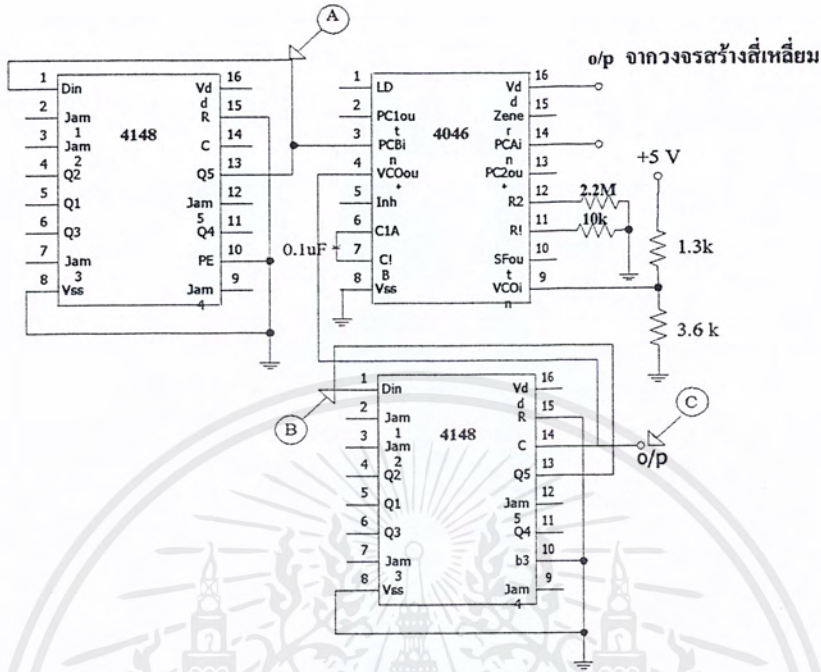 A
o/p จากวงจรสร้างสี่เหลี่ยม
1 Din Vd 16
d
2 Jam R 15
1
3 Jam 4148 C 14
2
4 Q2 Q5 13
5 Q1 Jam 12
5
6 Q3 Q4 11
7 Jam PE 10
3
8 Vss Jam 9
4
1 LD Vd 16
d
2 PC1ou Zene 15
t r
3 PCBi 4046 PCAi 14
n n
4 VCOou PC2ou 13
+ +
5 Inh R2 12 2.2M
6 C1A R! 11 10k
0.1uF
7 C! SFou 10
B t
8 Vss VCOi 9
n
+5 V
1.3k
3.6 k
B
1 Din Vd 16
d
2 Jam R 15
1
3 Jam 4148 C 14
2
4 Q2 Q5 13
5 Q1 Jam 12
5
6 Q3 Q4 11
7 Jam b3 10
3
8 Vss Jam 9
4
C
o/p